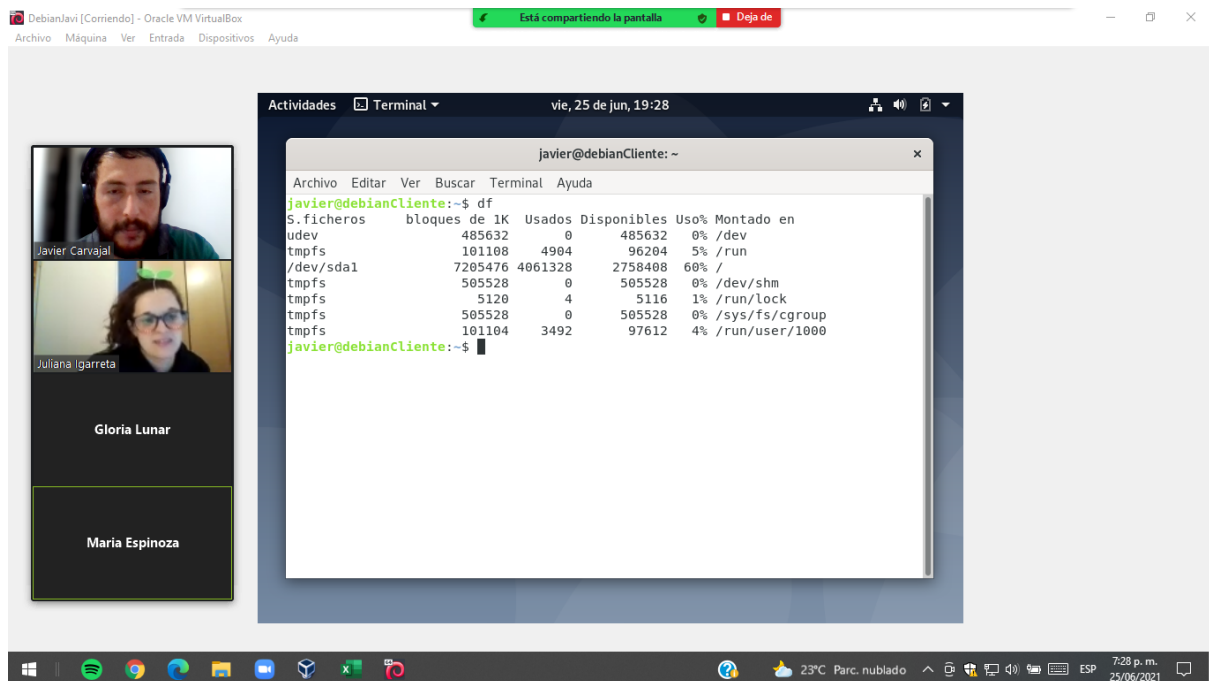 DebianJavi [Corriendo] - Oracle VM VirtualBox
Está compartiendo la pantalla
Deja de
Archivo Máquina Ver Entrada Dispositivos Ayuda
Actividades Terminal vie, 25 de jun, 19:28
javier@debianCliente: ~
Archivo Editar Ver Buscar Terminal Ayuda
javier@debianCliente:~$ df
S.ficheros bloques de 1K Usados Disponibles Uso% Montado en
udev 485632 0 485632 0% /dev
tmpfs 101108 4904 96204 5% /run
/dev/sda1 7205476 4061328 2758408 60% /
tmpfs 505528 0 505528 0% /dev/shm
tmpfs 5120 4 5116 1% /run/lock
tmpfs 505528 0 505528 0% /sys/fs/cgroup
tmpfs 101104 3492 97612 4% /run/user/1000
javier@debianCliente:~$
Javier Carvajal
Juliana Igarreta
Gloria Lunar
Maria Espinoza
23°C Parc. nublado
ESP
7:28 p. m.
25/06/2021